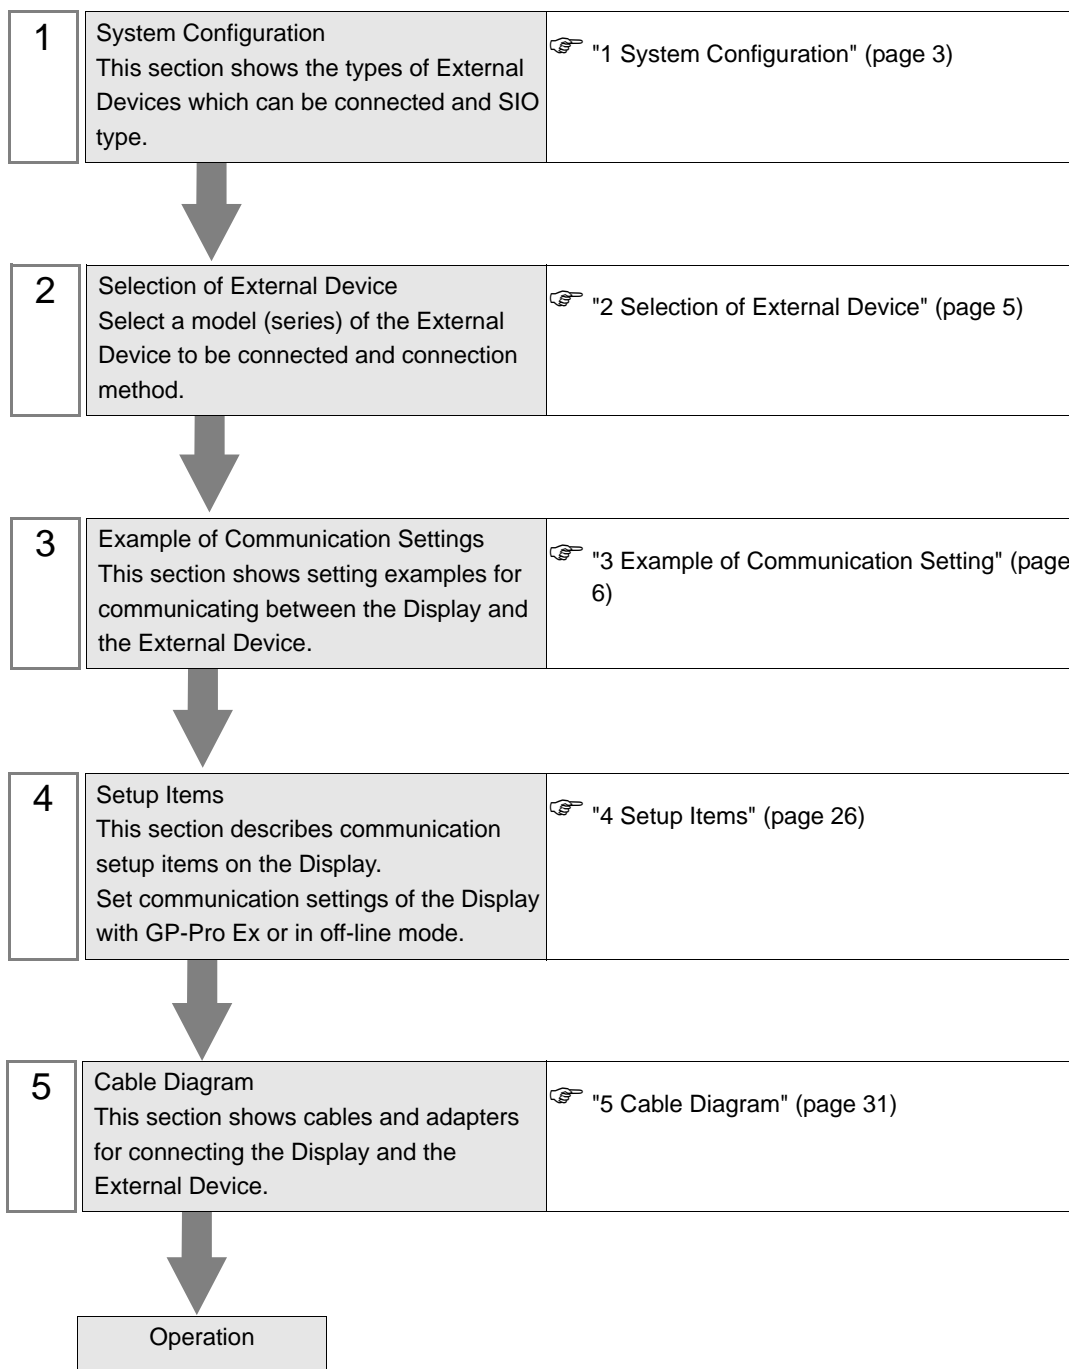 1
System Configuration
This section shows the types of External
Devices which can be connected and SIO
type.
"1 System Configuration" (page 3)
2
Selection of External Device
Select a model (series) of the External
Device to be connected and connection
method.
"2 Selection of External Device" (page 5)
3
Example of Communication Settings
This section shows setting examples for
communicating between the Display and
the External Device.
"3 Example of Communication Setting" (page
6)
4
Setup Items
This section describes communication
setup items on the Display.
Set communication settings of the Display
with GP-Pro Ex or in off-line mode.
"4 Setup Items" (page 26)
5
Cable Diagram
This section shows cables and adapters
for connecting the Display and the
External Device.
"5 Cable Diagram" (page 31)
Operation